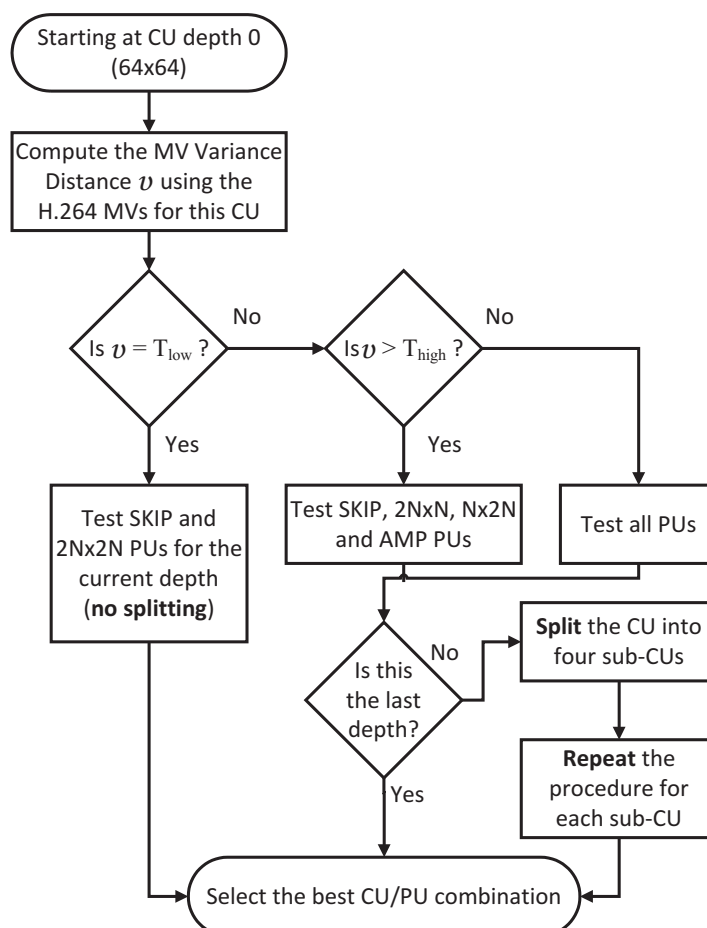 Starting at CU depth 0
(64x64)
Compute the MV Variance
Distance υ using the
H.264 MVs for this CU
Is υ = Tlow ?
No
Is υ > Thigh ?
No
Yes
Yes
Test SKIP and
2Nx2N PUs for the
current depth
(no splitting)
Test SKIP, 2NxN, Nx2N
and AMP PUs
Test all PUs
Is this
the last
depth?
No
Split the CU into
four sub-CUs
Repeat the
procedure for
each sub-CU
Yes
Select the best CU/PU combination